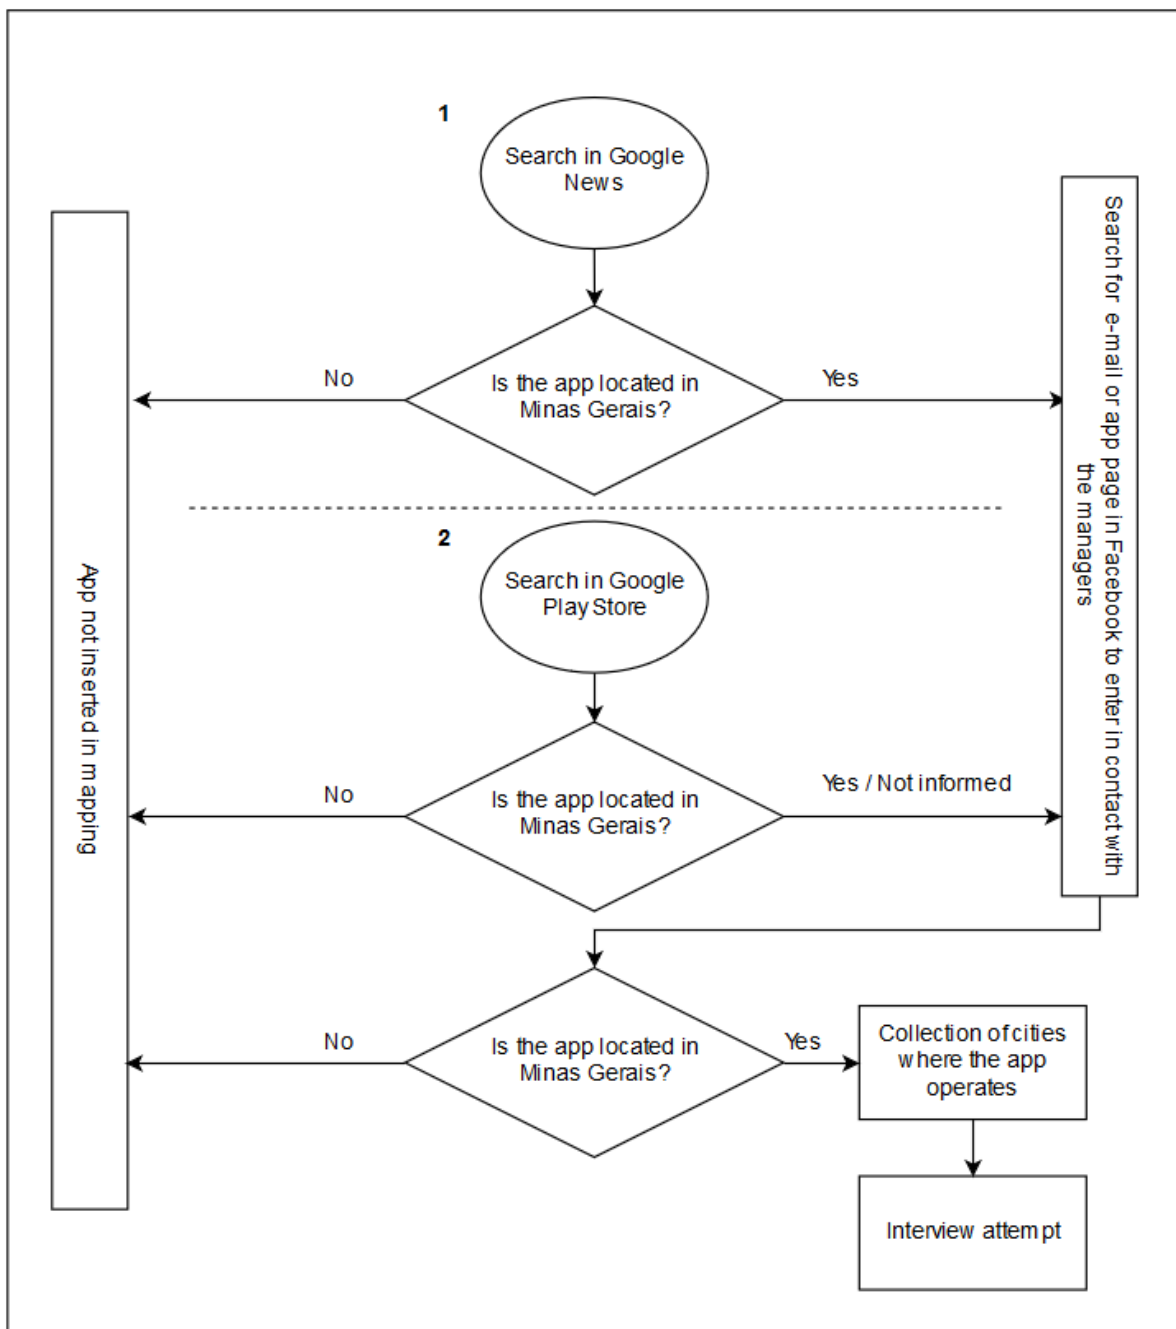 1
Search in Google
News
Is the app located in
Minas Gerais?
No
Yes
2
Search in Google
Play Store
Is the app located in
Minas Gerais?
No
Yes / Not informed
Search for e-mail or app page in Facebook to enter in contact with
the managers
App not inserted in mapping
Is the app located in
Minas Gerais?
No
Yes
Collection of cities
where the app
operates
Interview attempt